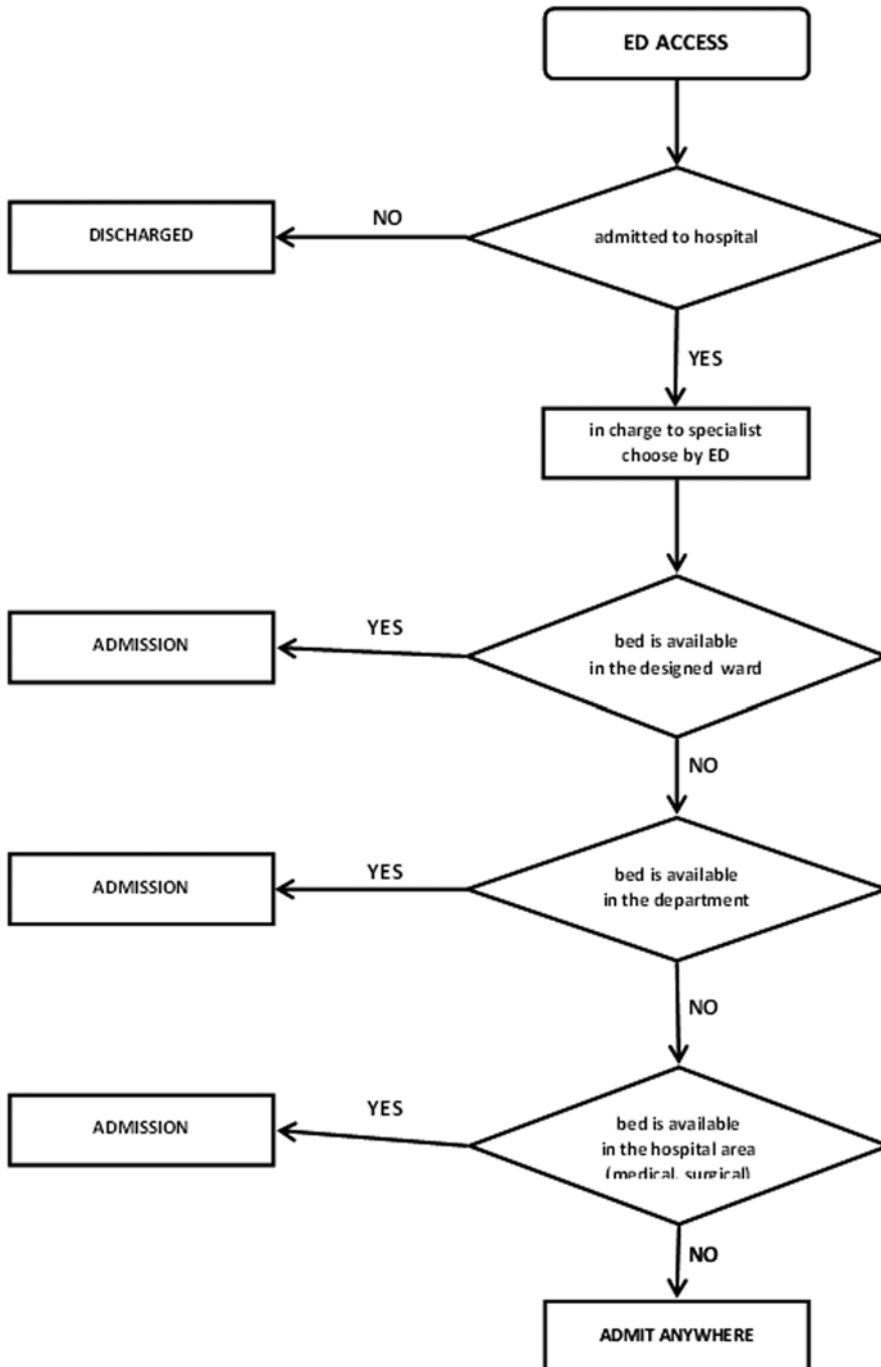 ED ACCESS
admitted to hospital
NO
DISCHARGED
YES
in charge to specialist
choose by ED
bed is available
in the designed ward
YES
ADMISSION
NO
bed is available
in the department
YES
ADMISSION
NO
bed is available
in the hospital area
(medical, surgical)
YES
ADMISSION
NO
ADMIT ANYWHERE